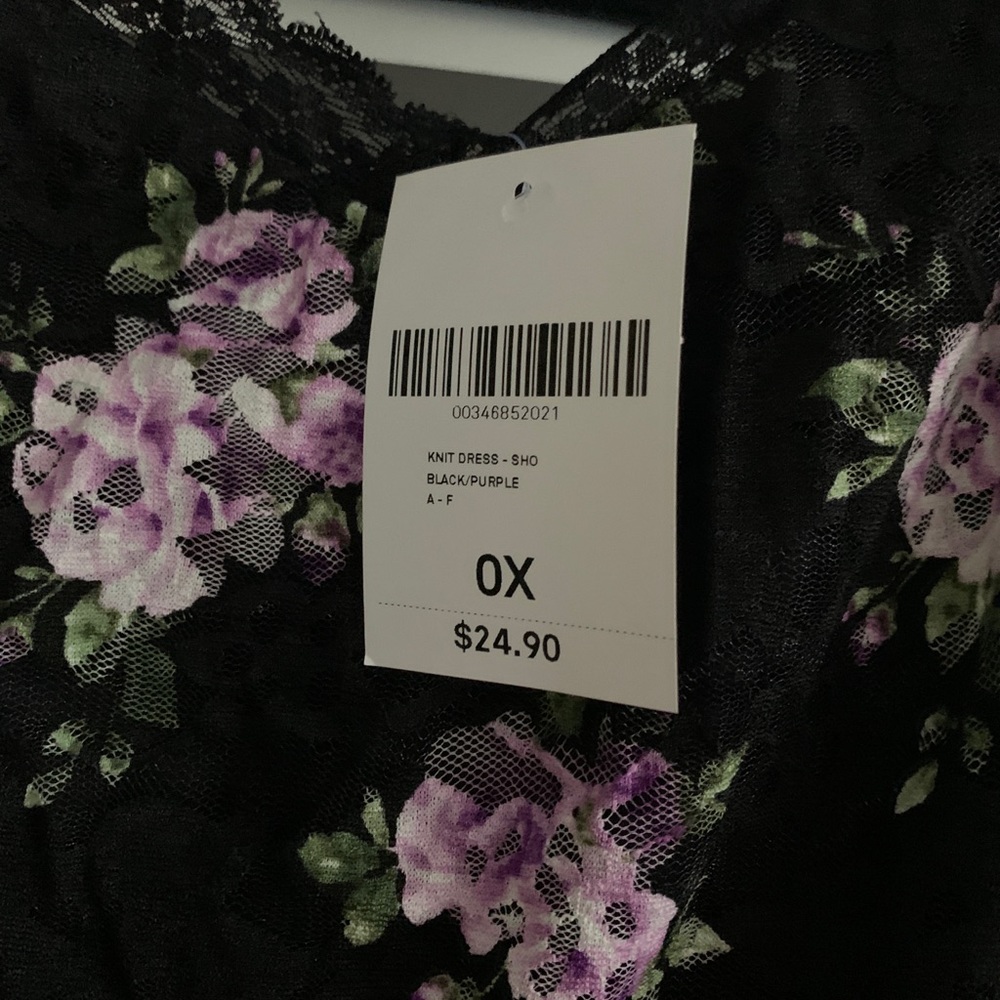 00346852021
KNIT DRESS - SHO
BLACK/PURPLE
A - F
0X
$24.90